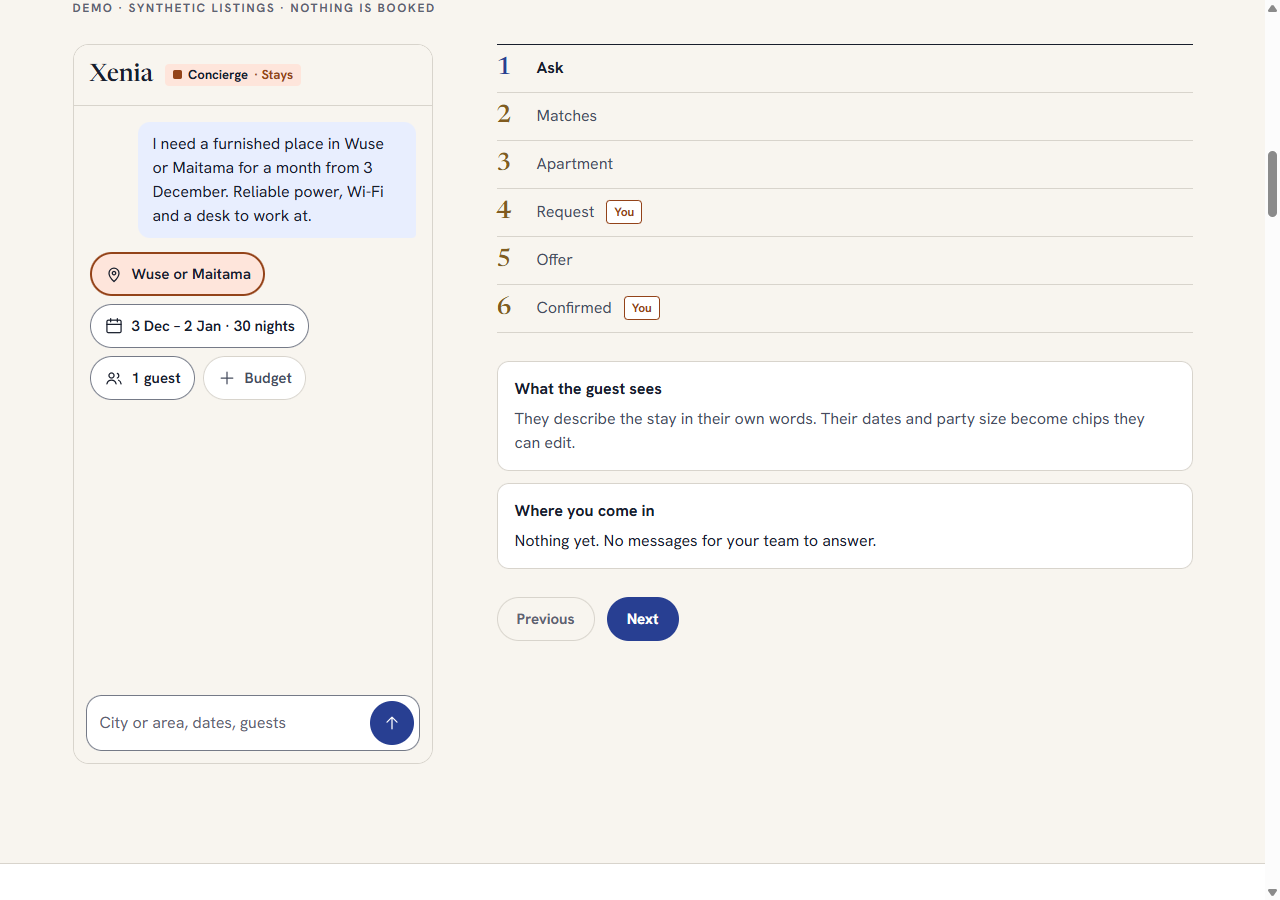 DEMO · SYNTHETIC LISTINGS · NOTHING IS BOOKED
Xenia
Concierge · Stays
I need a furnished place in Wuse
or Maitama for a month from 3
December. Reliable power, Wi-Fi
and a desk to work at.
Wuse or Maitama
3 Dec – 2 Jan · 30 nights
1 guest
Budget
City or area, dates, guests
1 Ask
2 Matches
3 Apartment
4 Request You
5 Offer
6 Confirmed You
What the guest sees
They describe the stay in their own words. Their dates and party size become chips they
can edit.
Where you come in
Nothing yet. No messages for your team to answer.
Previous
Next